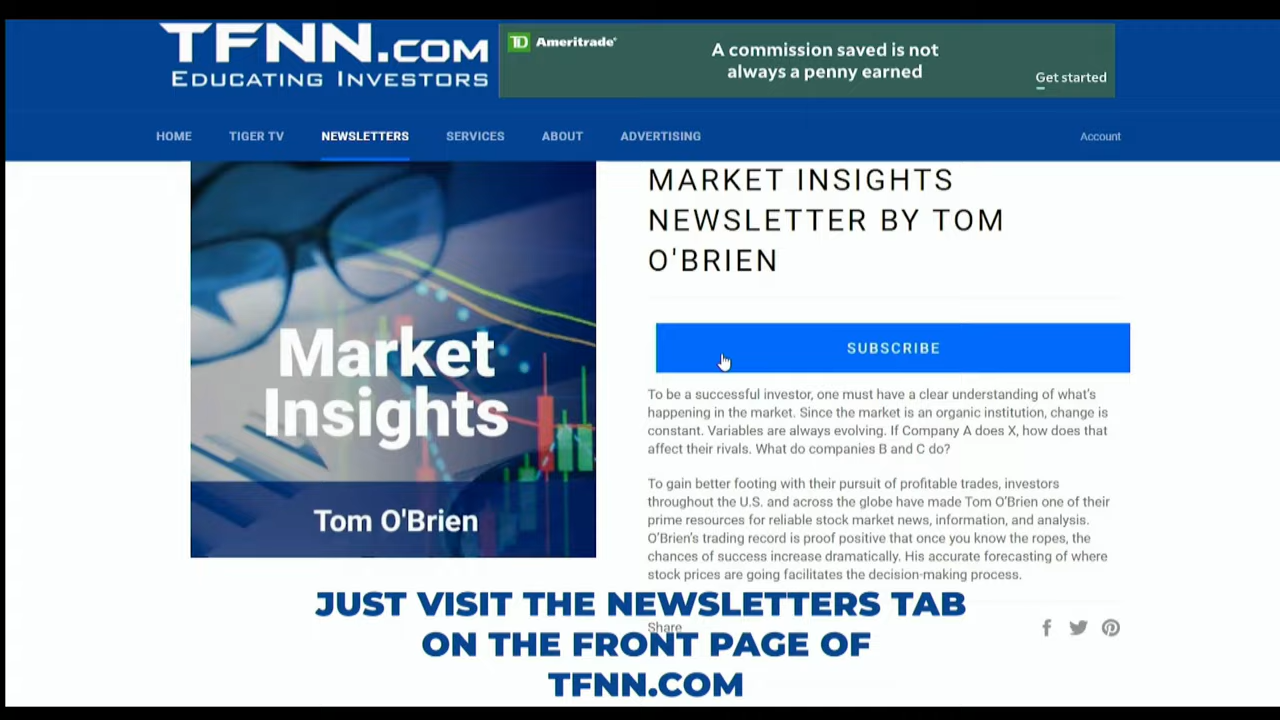 TFNN.COM
EDUCATING INVESTORS
TD Ameritrade
A commission saved is not
always a penny earned
Get started
HOME
TIGER TV
NEWSLETTERS
SERVICES
ABOUT
ADVERTISING
Account
Market
Insights
Tom O'Brien
MARKET INSIGHTS
NEWSLETTER BY TOM
O'BRIEN
SUBSCRIBE
To be a successful investor, one must have a clear understanding of what's
happening in the market. Since the market is an organic institution, change is
constant. Variables are always evolving. If Company A does X, how does that
affect their rivals. What do companies B and C do?
To gain better footing with their pursuit of profitable trades, investors
throughout the U.S. and across the globe have made Tom O'Brien one of their
prime resources for reliable stock market news, information, and analysis.
O'Brien's trading record is proof positive that once you know the ropes, the
chances of success increase dramatically. His accurate forecasting of where
stock prices are going facilitates the decision-making process.
Share
JUST VISIT THE NEWSLETTERS TAB
ON THE FRONT PAGE OF
TFNN.COM